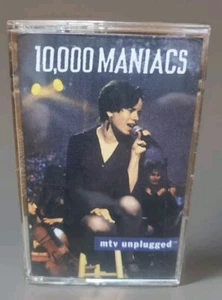 10,000 MANIACS
mtv unplugged